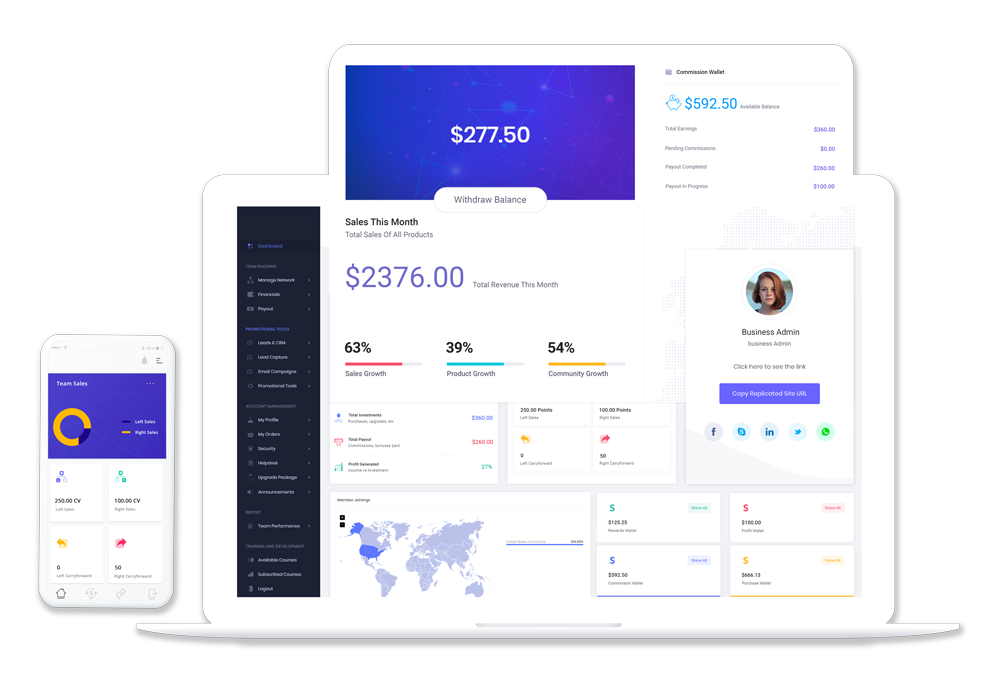 $277.50
Withdraw Balance
Commission Wallet
$592.50 Available Balance
Total Earnings $360.00
Pending Commissions $0.00
Payout Completed $260.00
Payout In Progress $100.00
Sales This Month
Total Sales Of All Products
$2376.00 Total Revenue This Month
63% 39% 54%
Sales Growth Product Growth Community Growth
Dashboard
TEAM BUILDING
Manage Network
Financials
Payout
PROMOTIONAL TOOLS
Leads & CRM
Lead Capture
Email Campaigns
Promotional Tools
ACCOUNT MANAGEMENT
My Profile
My Orders
Security
Helpdesk
Upgrade Package
Announcements
REPORT
Team Performance
TRAINING AND DEVELOPMENT
Available Courses
Subscribed Courses
Logout
Business Admin
business Admin
Click here to see the link
Copy Replicated Site URL
Total Investments $360.00
Purchases, upgrades, etc
Total Payout $260.00
Commissions, bonuses paid
Profit Generated 27%
Income vs Investment
250.00 Points 100.00 Points
Left Sales Right Sales
0 50
Left Carryforward Right Carryforward
Member Joinings
United States of America
$ Show All
$125.25
Rewards Wallet
$ Show All
$100.00
Profit Wallet
$ Show All
$592.50
Commission Wallet
$ Show All
$666.13
Purchase Wallet
Team Sales
Left Sales
Right Sales
250.00 CV 100.00 CV
Left Sales Right Sales
0 50
Left Carryforward Right Carryforward